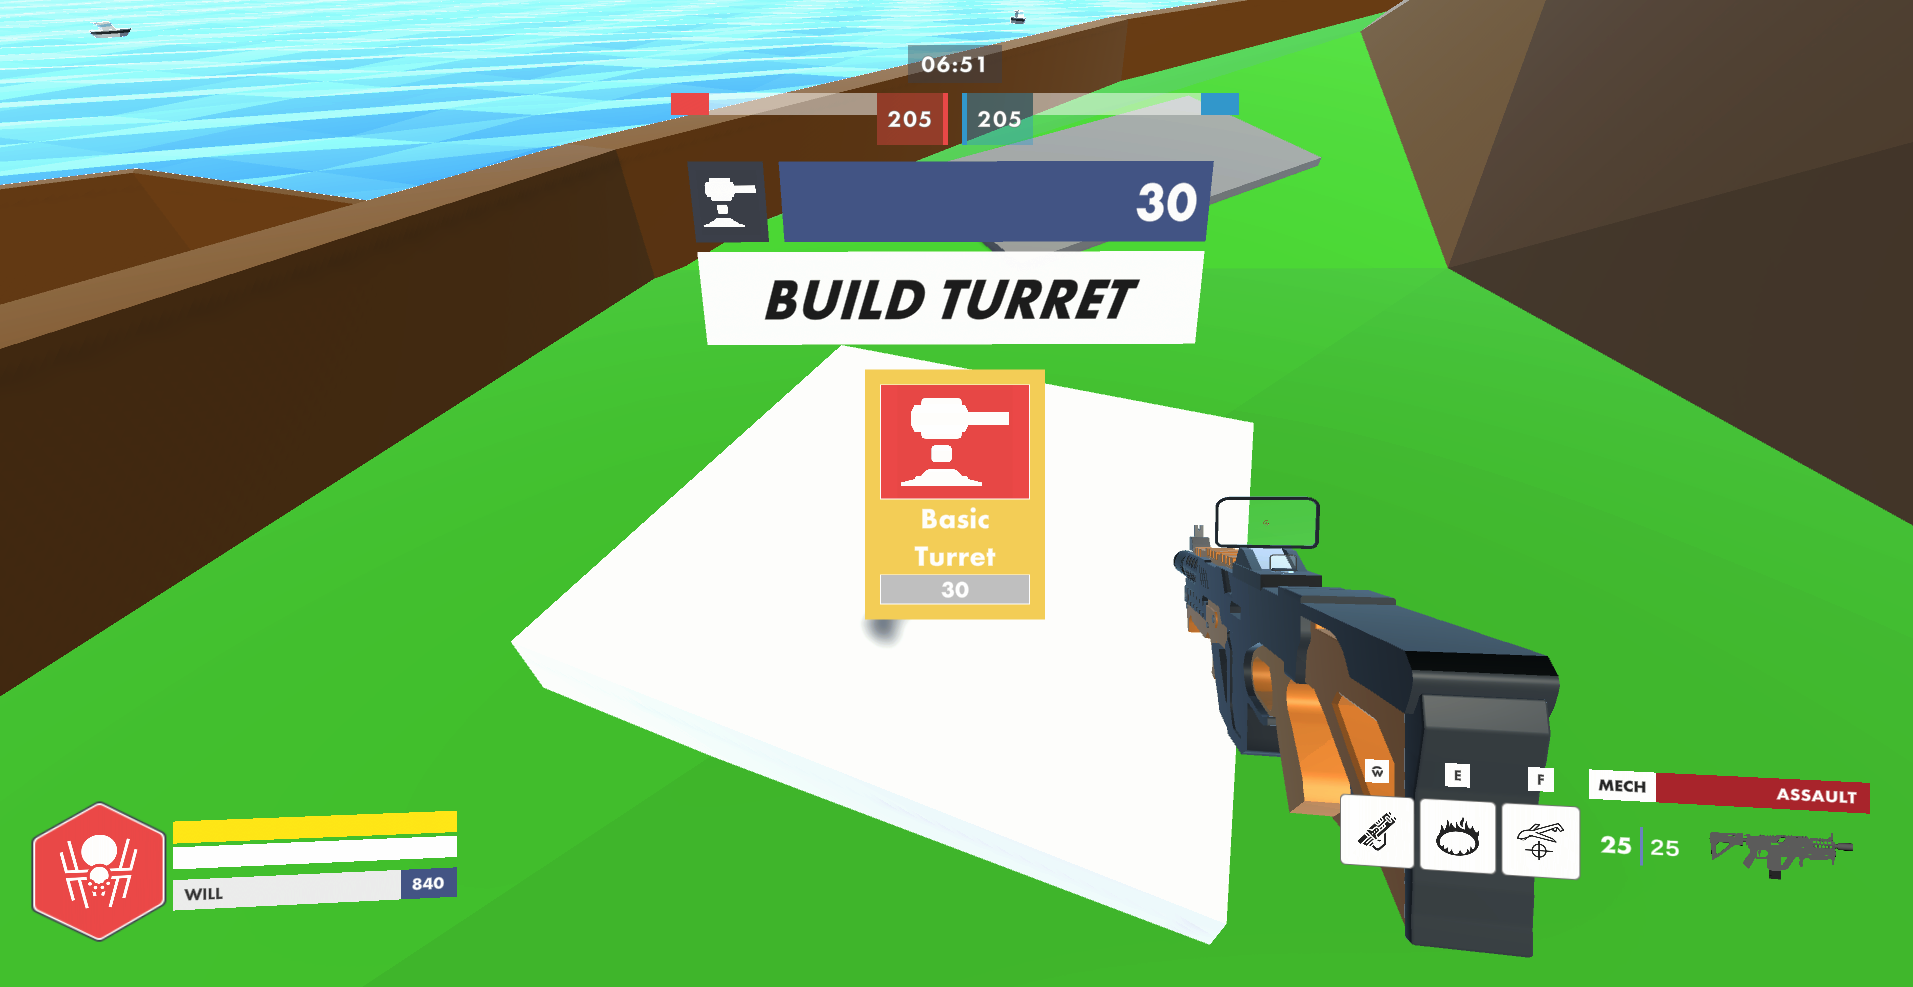 06:51
205 205
30
BUILD TURRET
Basic
Turret
30
W E F
MECH ASSAULT
25 25
WILL 840